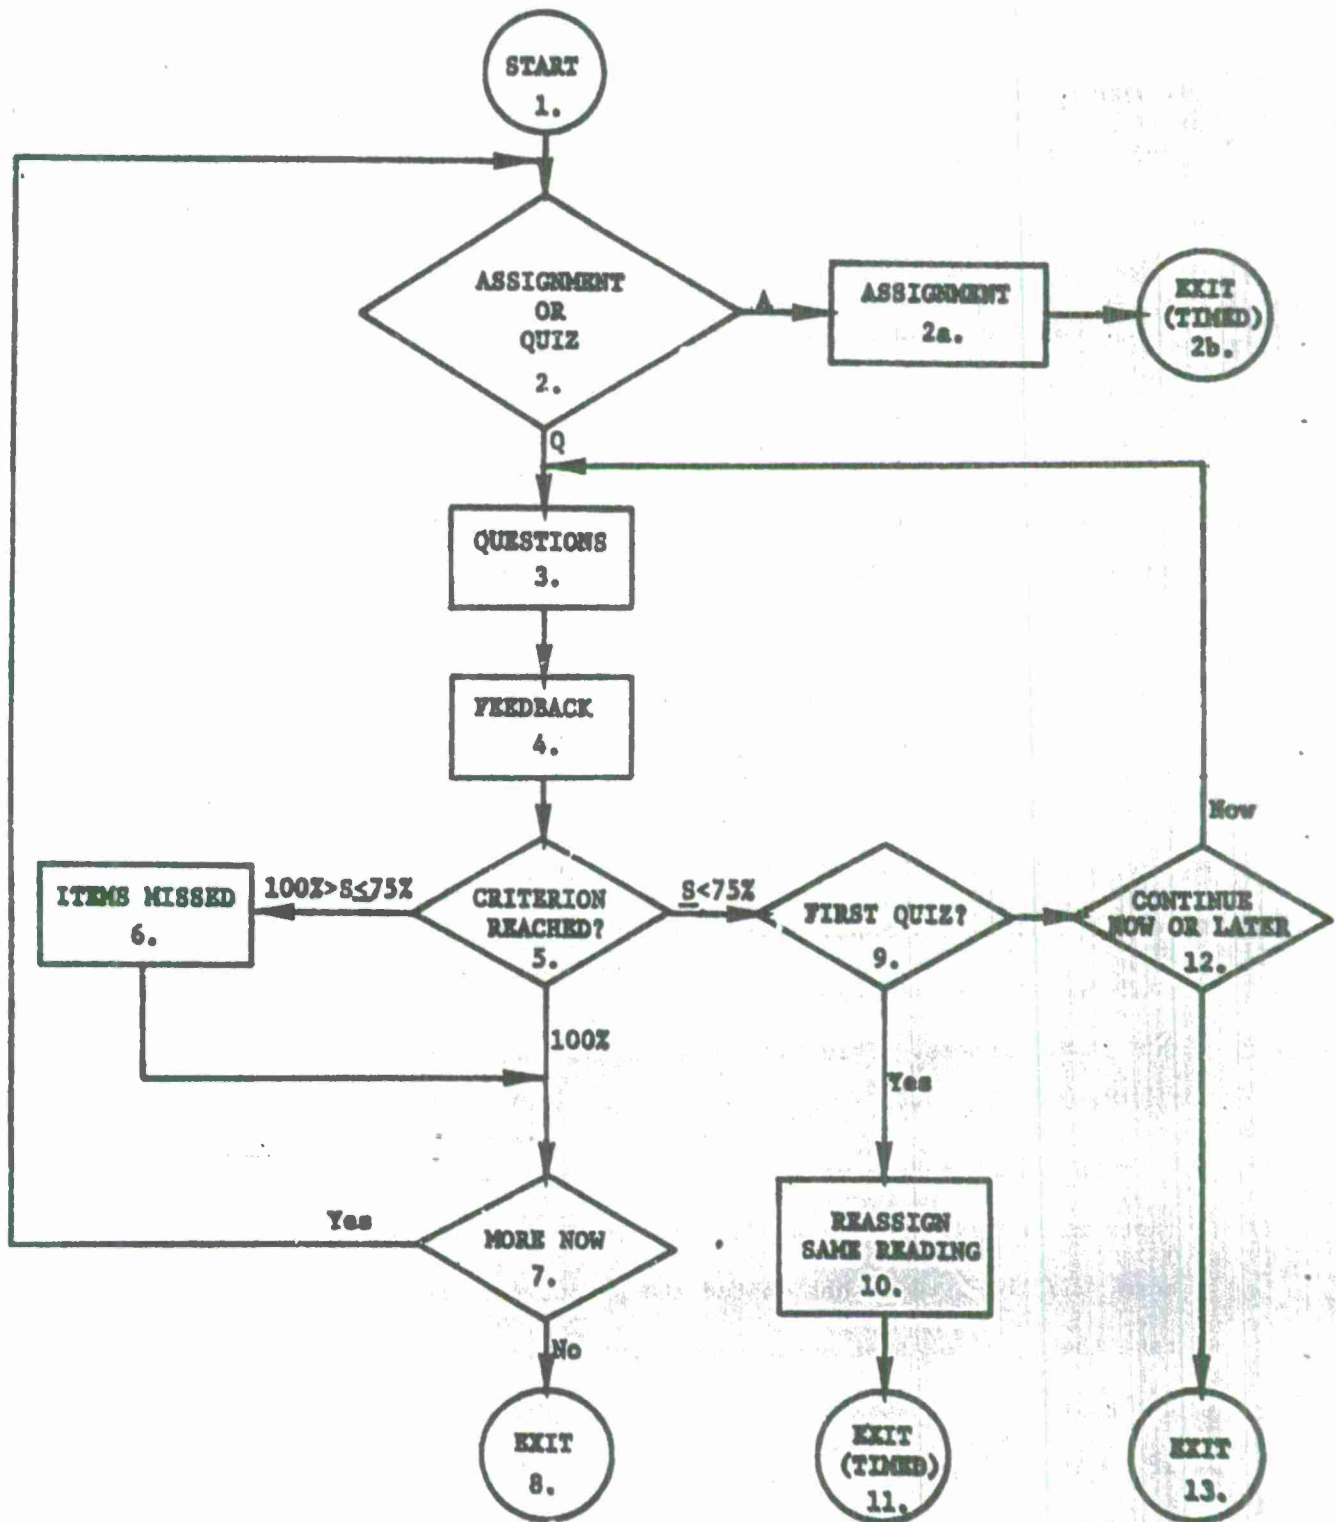 START
1.
ASSIGNMENT
OR
QUIZ
2.
A
ASSIGNMENT
2a.
EXIT
(TIMED)
2b.
Q
QUESTIONS
3.
FEEDBACK
4.
Now
ITEMS MISSED
6.
100%>S≤75%
CRITERION
REACHED?
5.
S<75%
FIRST QUIZ?
9.
CONTINUE
NOW OR LATER
12.
100%
Yes
Yes
MORE NOW
7.
REASSIGN
SAME READING
10.
No
EXIT
8.
EXIT
(TIMED)
11.
EXIT
13.